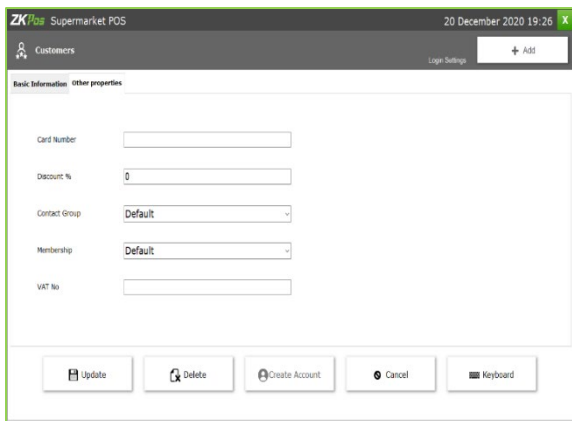 ZKPos Supermarket POS 20 December 2020 19:26 X
Customers
Login Settings
+ Add
Basic Information Other properties
Card Number
Discount % 0
Contact Group Default
Membership Default
VAT No
Update Delete Create Account Cancel Keyboard